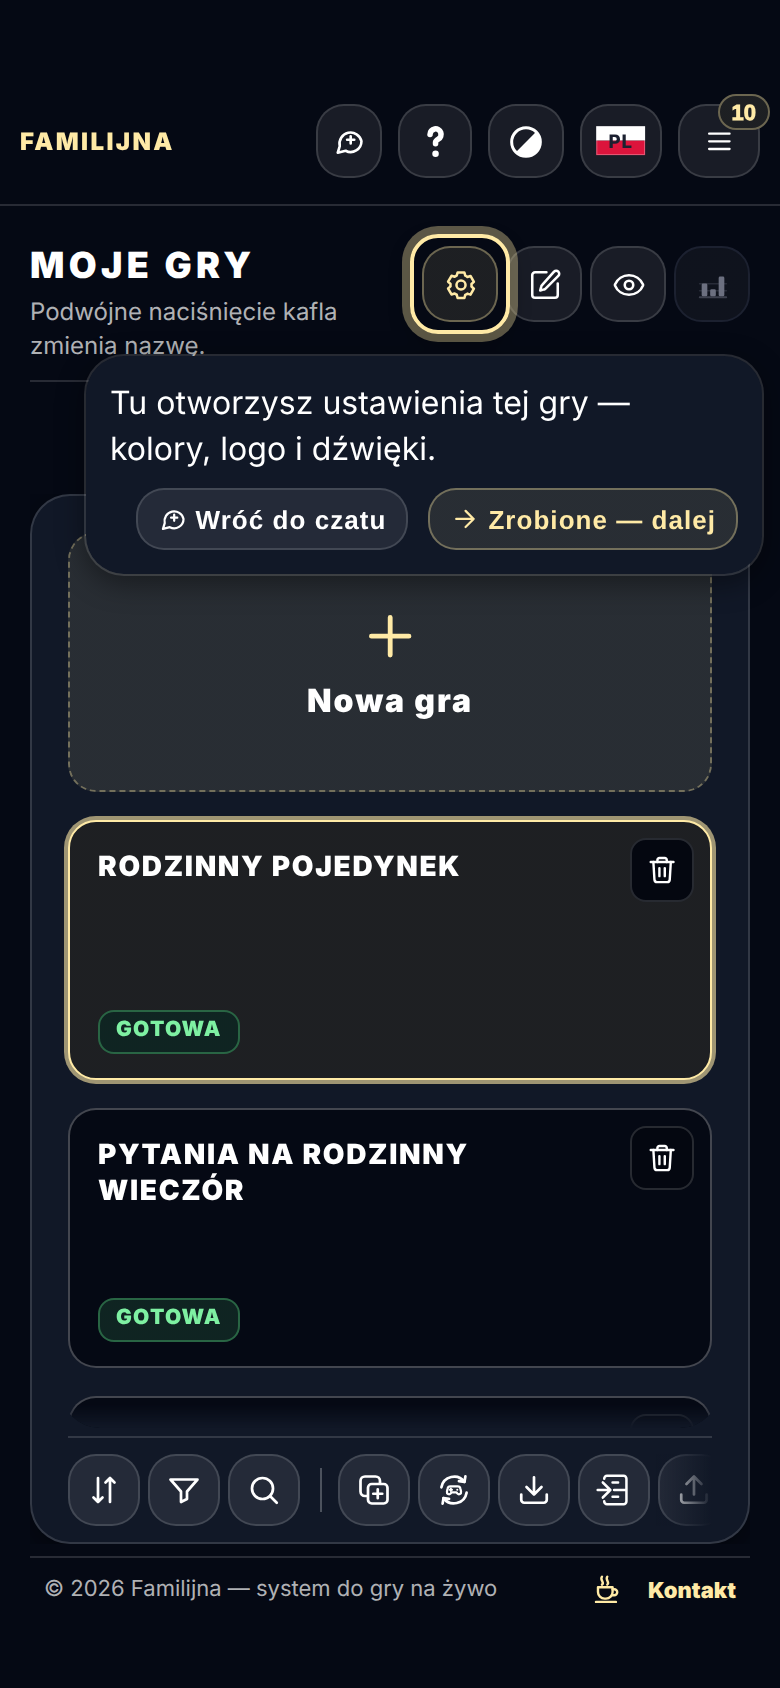 FAMILIJNA
?
PL
10
MOJE GRY
Podwójne naciśnięcie kafla
zmienia nazwę.
Tu otworzysz ustawienia tej gry —
kolory, logo i dźwięki.
Wróć do czatu
Zrobione — dalej
Nowa gra
RODZINNY POJEDYNEK
GOTOWA
PYTANIA NA RODZINNY
WIECZÓR
GOTOWA
© 2026 Familijna — system do gry na żywo
Kontakt